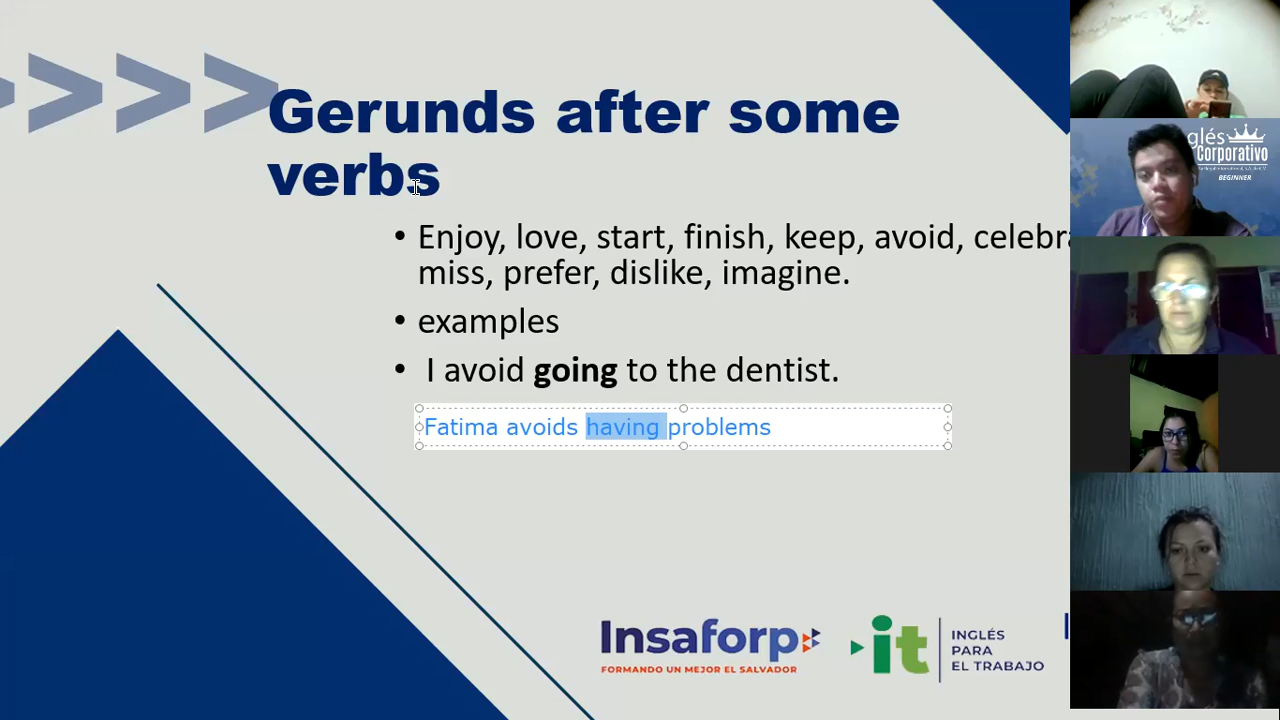 Gerunds after some
verbs
• Enjoy, love, start, finish, keep, avoid, celebra
miss, prefer, dislike, imagine.
• examples
• I avoid going to the dentist.
Fatima avoids having problems
Insaforp
FORMANDO UN MEJOR EL SALVADOR
it
INGLÉS
PARA
EL TRABAJO
glés
Corporativo
BEGINNER